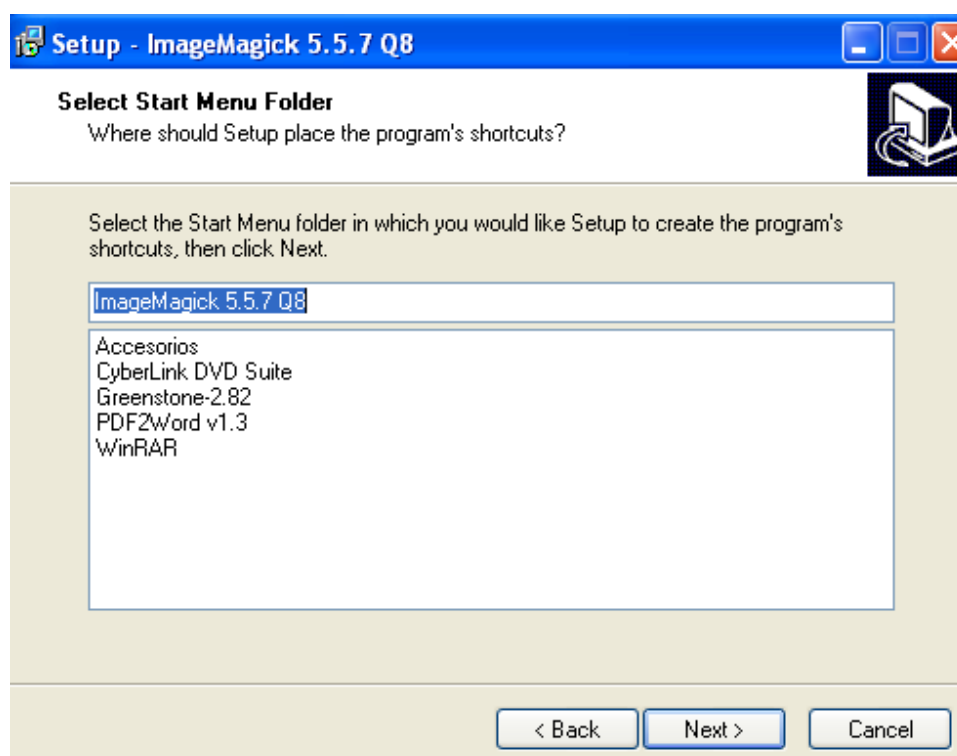 Setup - ImageMagick 5.5.7 Q8
Select Start Menu Folder
Where should Setup place the program's shortcuts?
Select the Start Menu folder in which you would like Setup to create the program's
shortcuts, then click Next.
ImageMagick 5.5.7 Q8
Accesorios
CyberLink DVD Suite
Greenstone-2.82
PDF2Word v1.3
WinRAR
< Back
Next >
Cancel